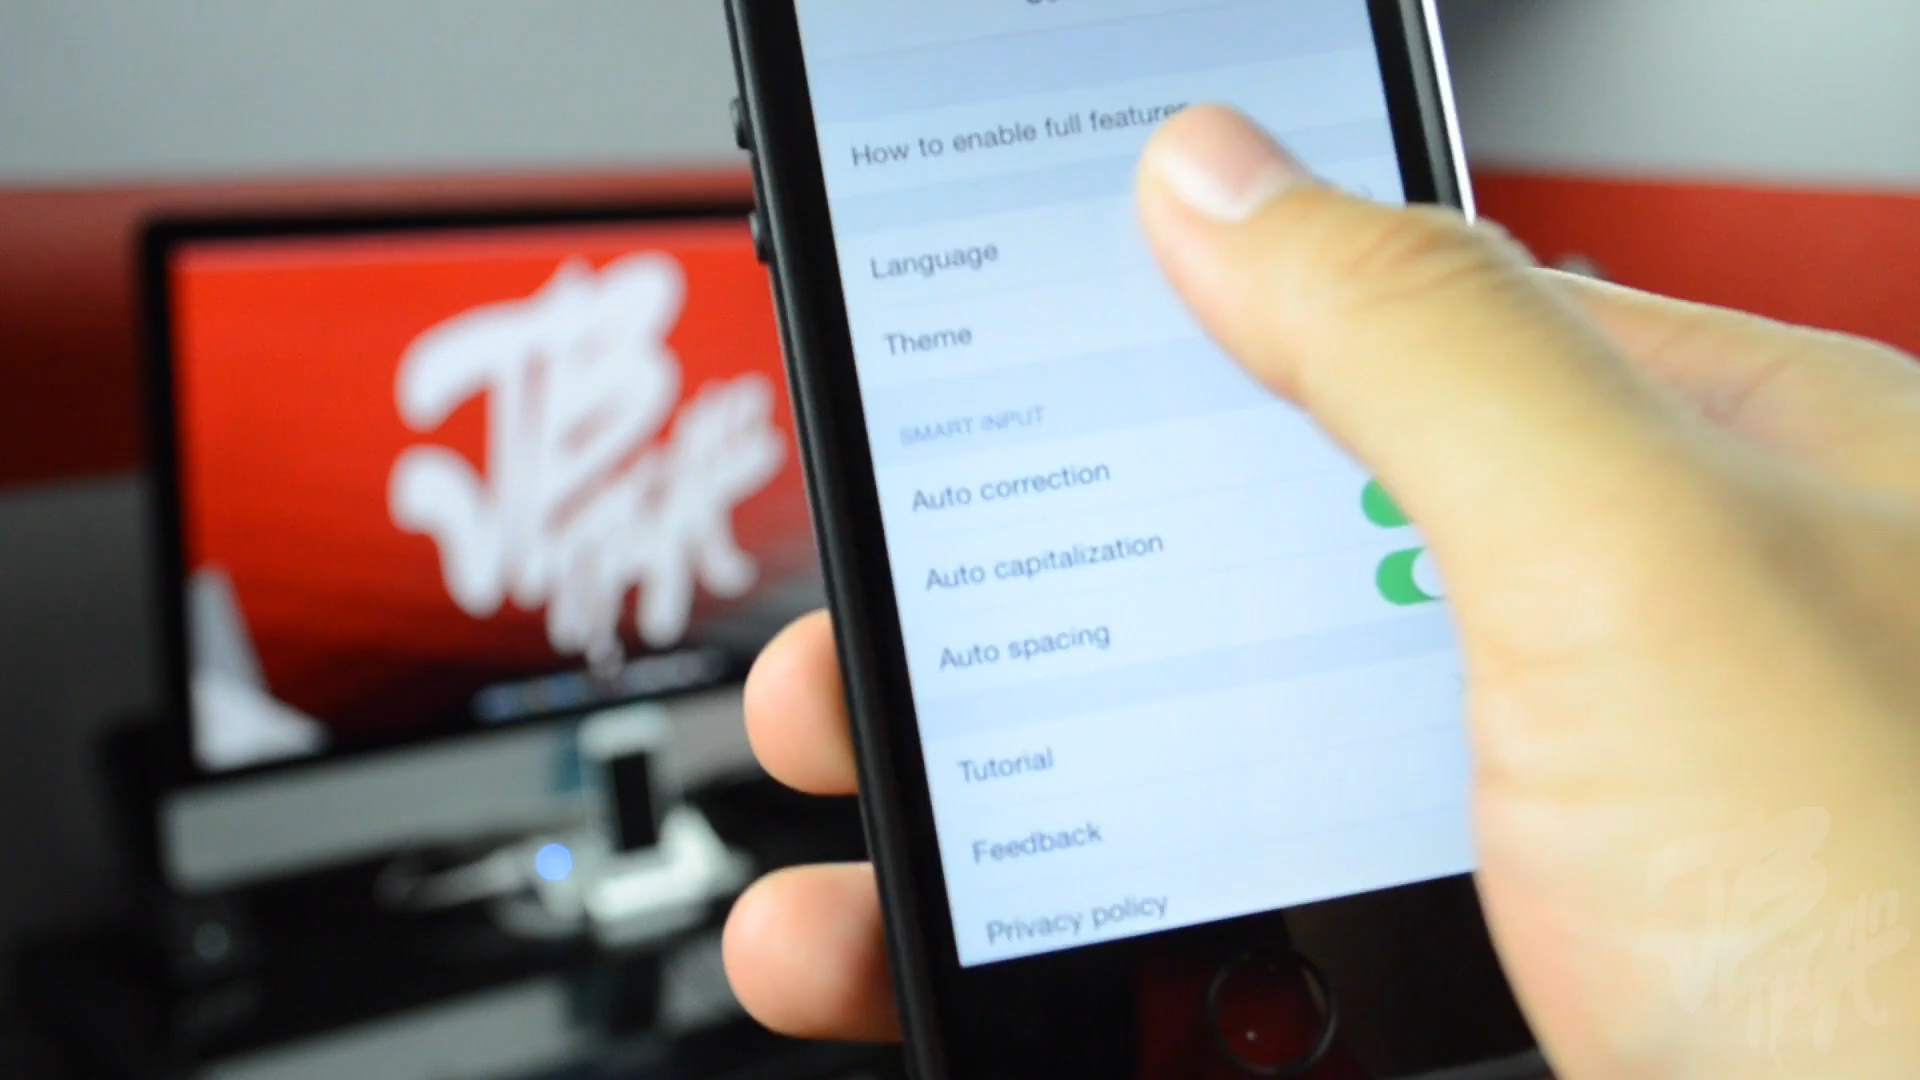 How to enable full features
Language
Theme
SMART INPUT
Auto correction
Auto capitalization
Auto spacing
Tutorial
Feedback
Privacy policy